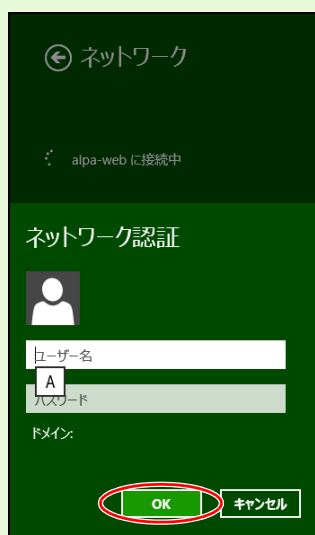 ネットワーク
alpa-web に接続中
ネットワーク認証
ユーザー名
A
パスワード
ドメイン:
OK
キャンセル